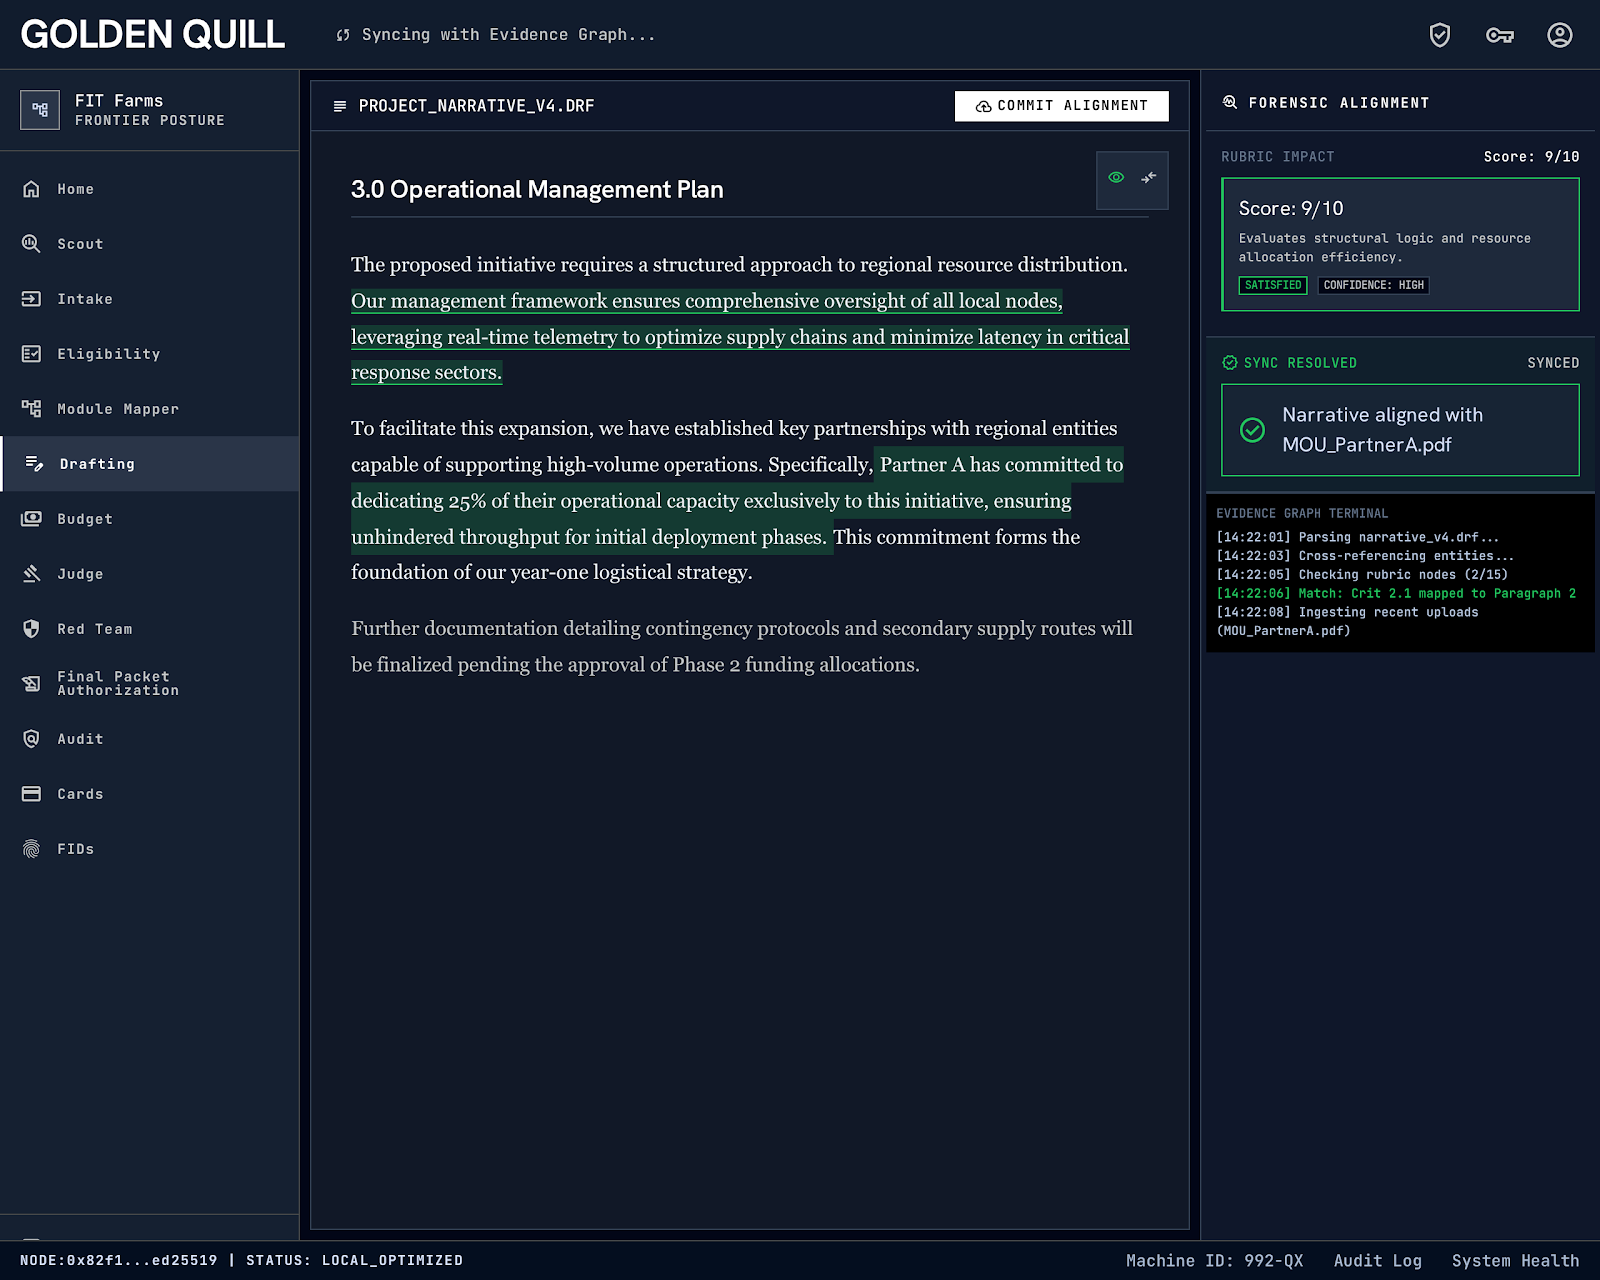 GOLDEN QUILL
Syncing with Evidence Graph...
FIT Farms
FRONTIER POSTURE
Home
Scout
Intake
Eligibility
Module Mapper
Drafting
Budget
Judge
Red Team
Final Packet
Authorization
Audit
Cards
FIDs
PROJECT_NARRATIVE_V4.DRF
COMMIT ALIGNMENT
3.0 Operational Management Plan
The proposed initiative requires a structured approach to regional resource distribution.
Our management framework ensures comprehensive oversight of all local nodes,
leveraging real-time telemetry to optimize supply chains and minimize latency in critical
response sectors.
To facilitate this expansion, we have established key partnerships with regional entities
capable of supporting high-volume operations. Specifically, Partner A has committed to
dedicating 25% of their operational capacity exclusively to this initiative, ensuring
unhindered throughput for initial deployment phases. This commitment forms the
foundation of our year-one logistical strategy.
Further documentation detailing contingency protocols and secondary supply routes will
be finalized pending the approval of Phase 2 funding allocations.
FORENSIC ALIGNMENT
RUBRIC IMPACT
Score: 9/10
Score: 9/10
Evaluates structural logic and resource
allocation efficiency.
SATISFIED
CONFIDENCE: HIGH
SYNC RESOLVED
SYNCED
Narrative aligned with
MOU_PartnerA.pdf
EVIDENCE GRAPH TERMINAL
[14:22:01] Parsing narrative_v4.drf...
[14:22:03] Cross-referencing entities...
[14:22:05] Checking rubric nodes (2/15)
[14:22:06] Match: Crit 2.1 mapped to Paragraph 2
[14:22:08] Ingesting recent uploads
(MOU_PartnerA.pdf)
NODE:0x82f1...ed25519 | STATUS: LOCAL_OPTIMIZED
Machine ID: 992-QX
Audit Log
System Health